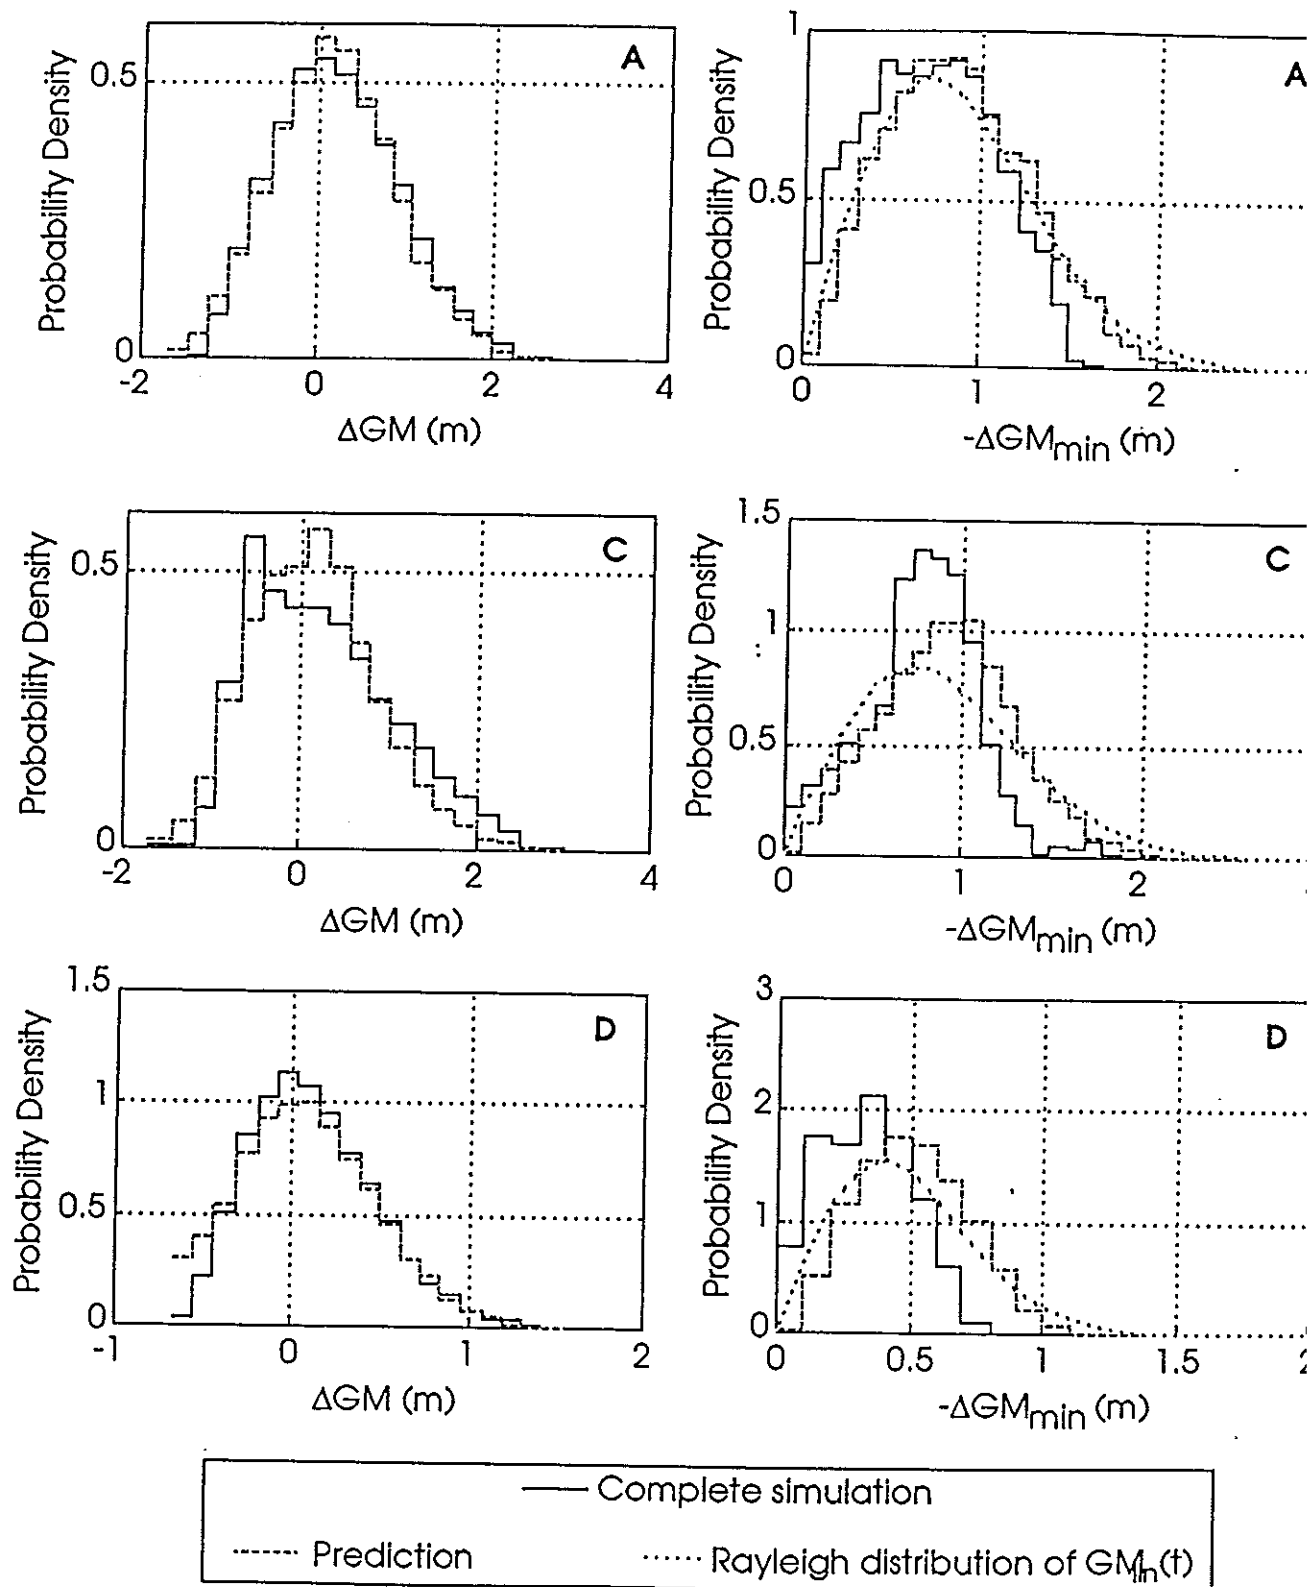 A
Probability Density
0.5
0
-2
0
2
4
ΔGM (m)
A
Probability Density
1
0.5
0
0
1
2
-ΔGMmin (m)
C
Probability Density
0.5
0
-2
0
2
4
ΔGM (m)
C
Probability Density
1.5
1
0.5
0
0
1
2
-ΔGMmin (m)
D
Probability Density
1.5
1
0.5
0
-1
0
1
2
ΔGM (m)
D
Probability Density
3
2
1
0
0
0.5
1
1.5
2
-ΔGMmin (m)
Complete simulation
Prediction
Rayleigh distribution of